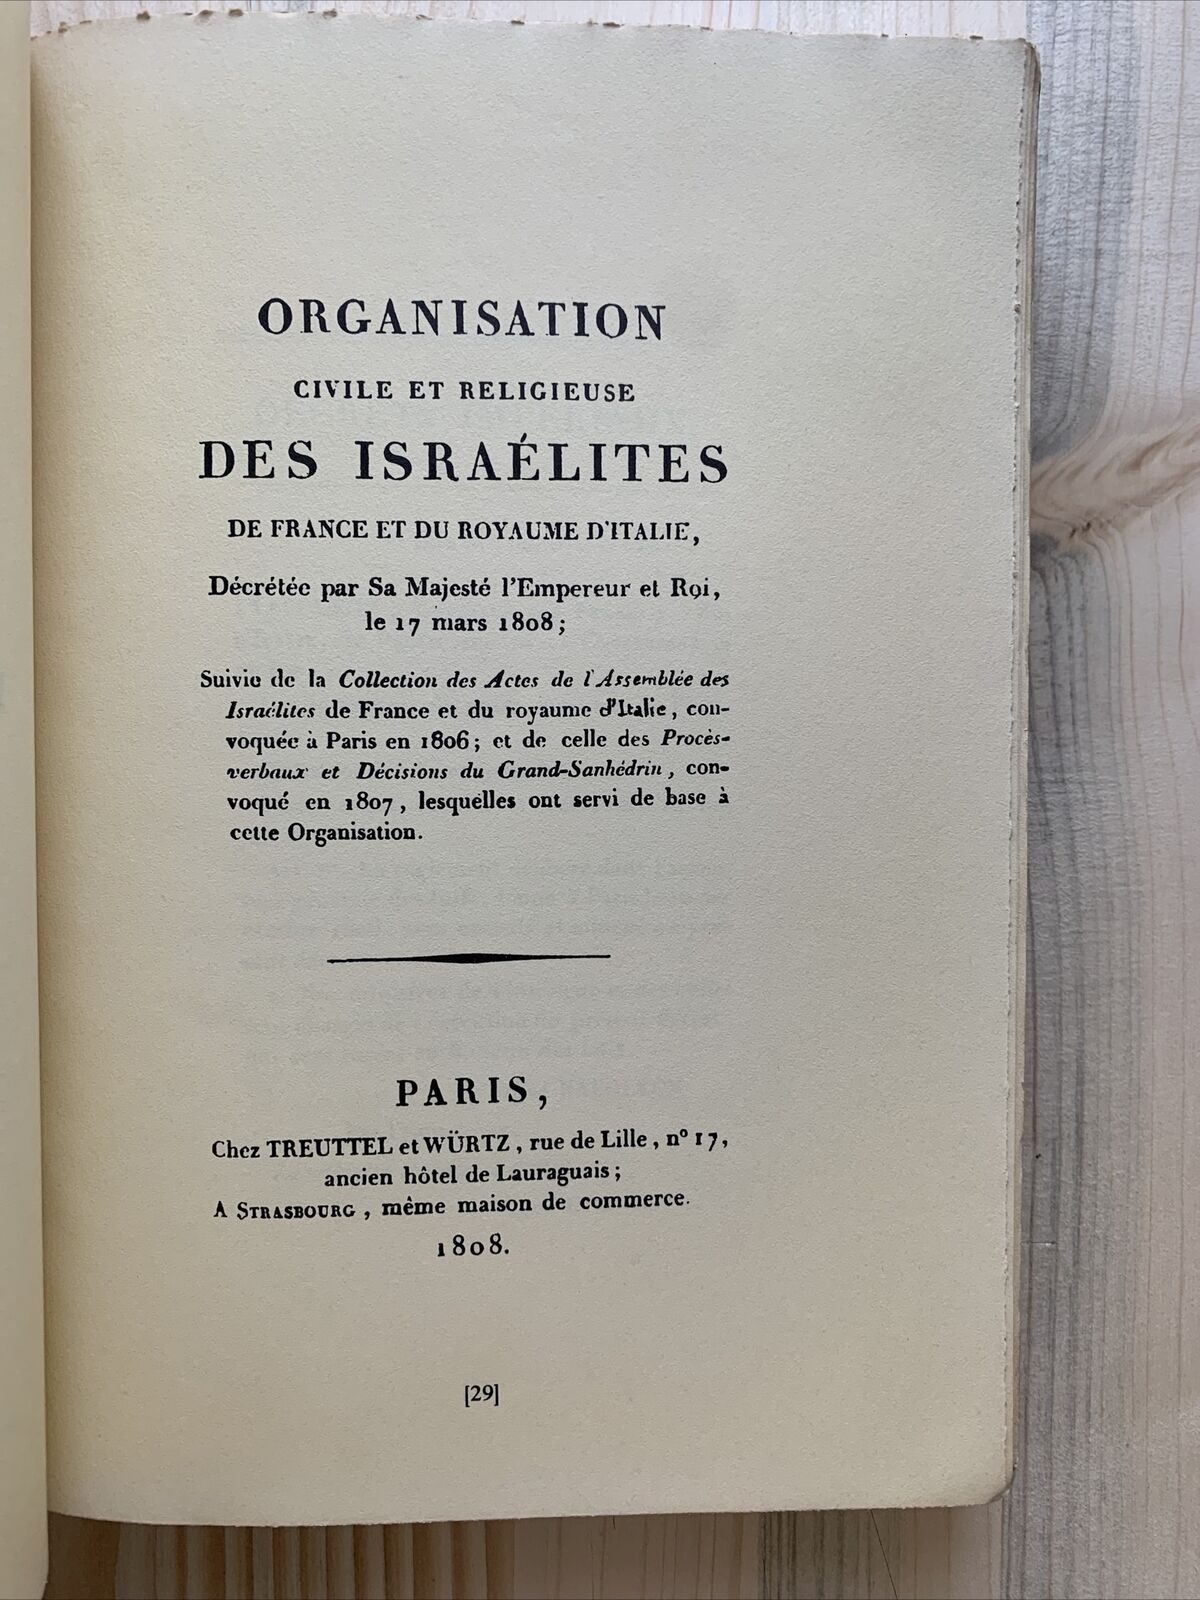 ORGANISATION
CIVILE ET RELIGIEUSE
DES ISRAÉLITES
DE FRANCE ET DU ROYAUME D'ITALIE,
Décrétée par Sa Majesté l'Empereur et Roi,
le 17 mars 1808;
Suivie de la Collection des Actes de l'Assemblée des
Israélites de France et du royaume d'Italie, con-
voquée à Paris en 1806; et de celle des Procès-
verbaux et Décisions du Grand-Sanhédrin, con-
voqué en 1807, lesquelles ont servi de base à
cette Organisation.
PARIS,
Chez TREUTTEL et WÜRTZ, rue de Lille, nº 17,
ancien hôtel de Lauraguais;
A STRASBOURG, même maison de commerce.
1808.
[29]